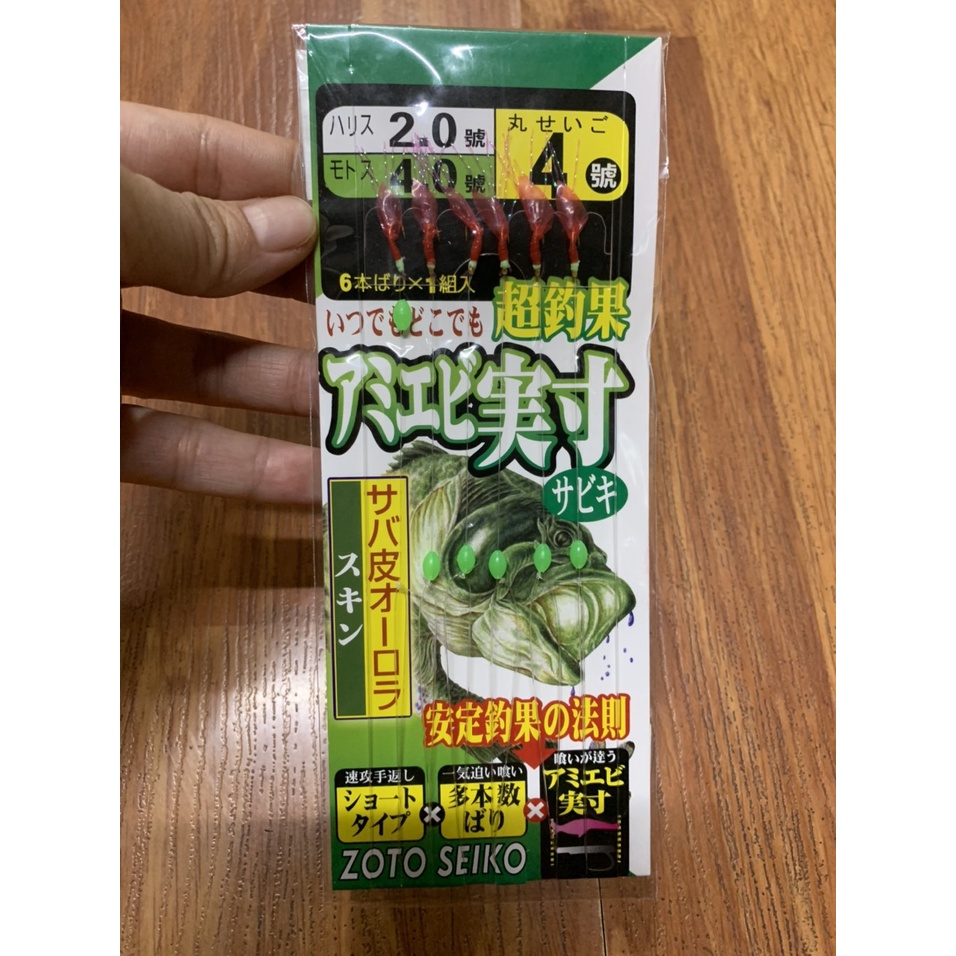 ハリス 2.0號
モトス 4.0號
丸せいご
4號
6本ばり×1組入
いつでもどこでも 超釣果
アミエビ実寸
サビキ
サバ皮オーロラ
スキン
安定釣果の法則
速攻手返し
ショート
タイプ
×
一気追い喰い
多本数
ばり
×
喰いが違う
アミエビ
実寸
ZOTO SEIKO